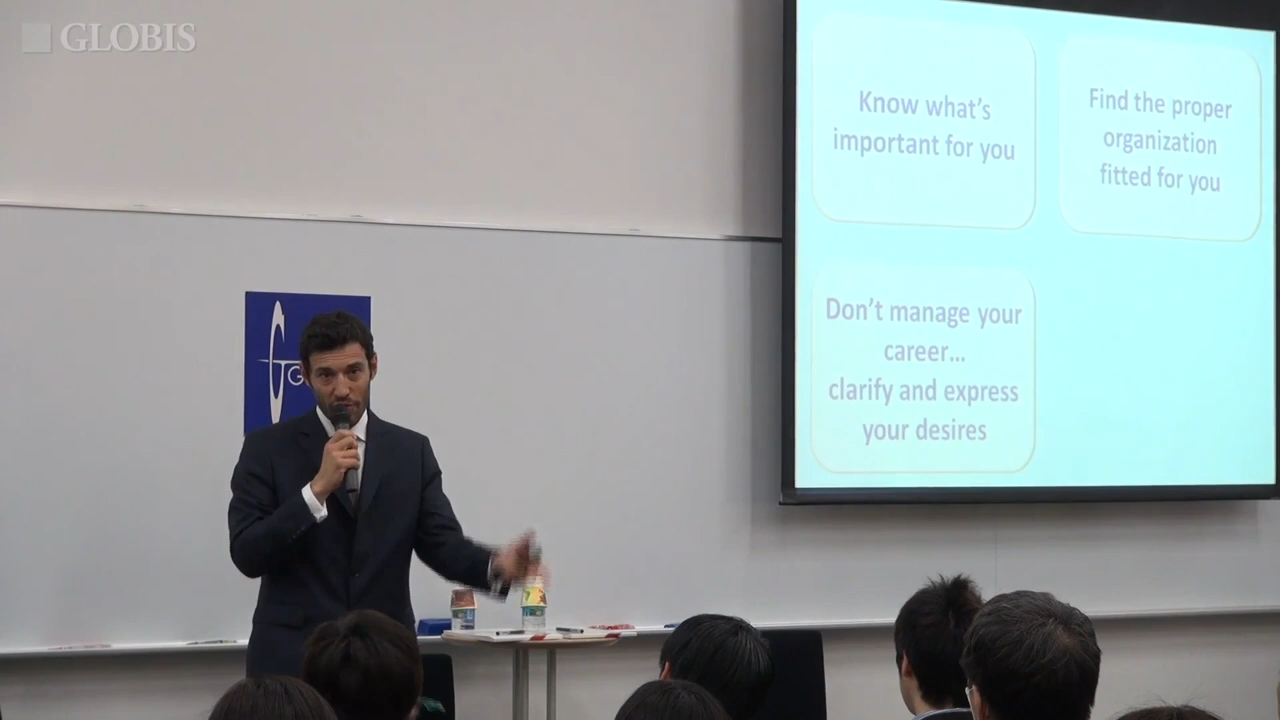 GLOBIS
Know what's
important for you
Find the proper
organization
fitted for you
Don't manage your
career...
clarify and express
your desires
G